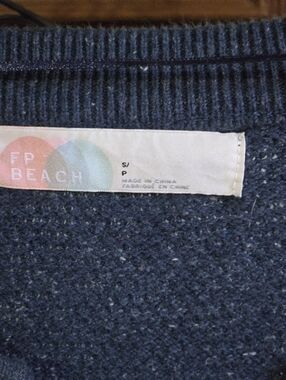 FP
BEACH
S/
P
MADE IN CHINA
FABRIQUÉ EN CHINE